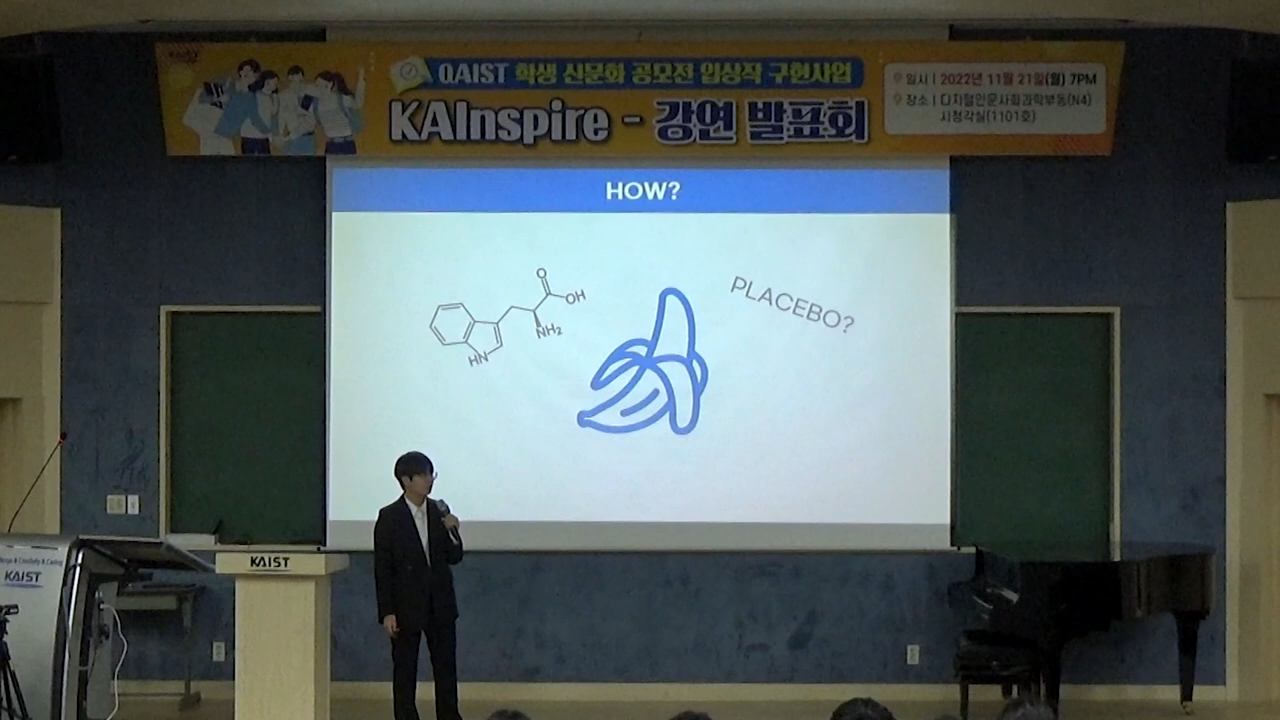 QAIST 학생 신문화 공모전 입상작 구현사업
KAInspire - 강연 발표회
일시 | 2022년 11월 21일(월) 7PM
장소 | 디지털인문사회과학부동(N4)
시청각실(1101호)
HOW?
O
OH
NH₂
HN
PLACEBO?
KAIST
KAIST